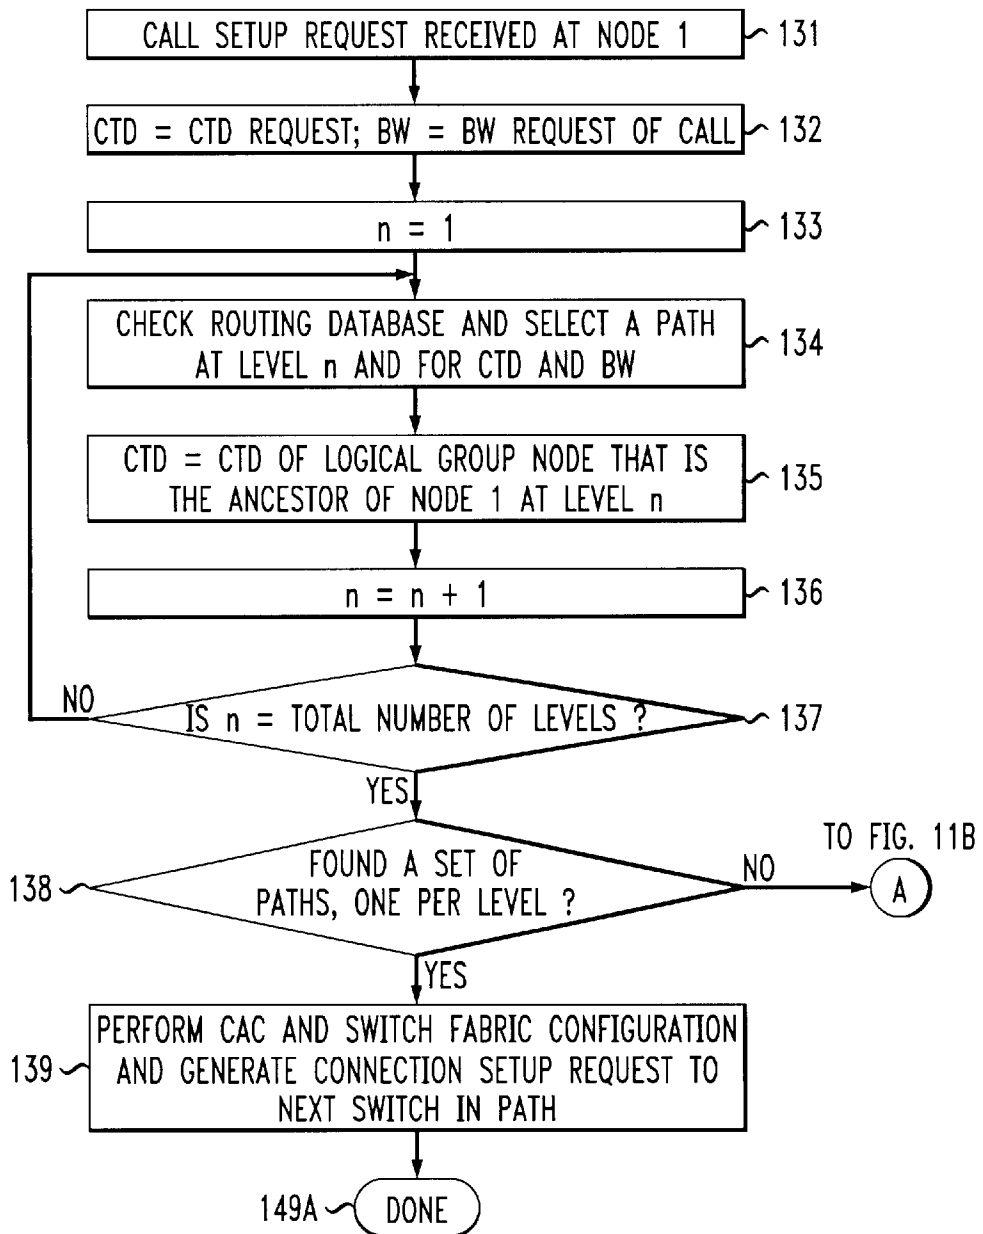 CALL SETUP REQUEST RECEIVED AT NODE 1
131
CTD = CTD REQUEST; BW = BW REQUEST OF CALL
132
n = 1
133
CHECK ROUTING DATABASE AND SELECT A PATH
AT LEVEL n AND FOR CTD AND BW
134
CTD = CTD OF LOGICAL GROUP NODE THAT IS
THE ANCESTOR OF NODE 1 AT LEVEL n
135
n = n + 1
136
NO
IS n = TOTAL NUMBER OF LEVELS ?
137
YES
TO FIG. 11B
138
FOUND A SET OF
PATHS, ONE PER LEVEL ?
NO
A
YES
139
PERFORM CAC AND SWITCH FABRIC CONFIGURATION
AND GENERATE CONNECTION SETUP REQUEST TO
NEXT SWITCH IN PATH
149A
DONE